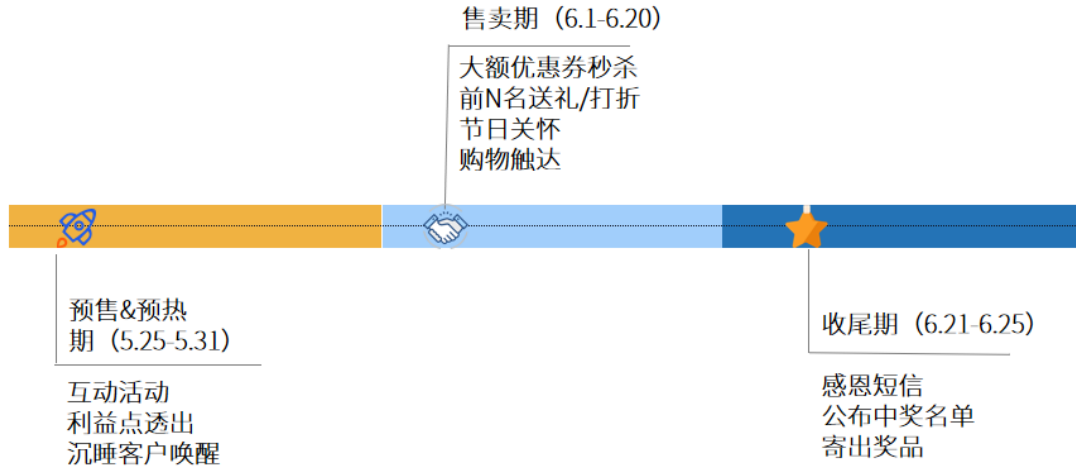 售卖期（6.1-6.20）
大额优惠券秒杀
前N名送礼/打折
节日关怀
购物触达
预售&预热
期（5.25-5.31）
互动活动
利益点透出
沉睡客户唤醒
收尾期（6.21-6.25）
感恩短信
公布中奖名单
寄出奖品